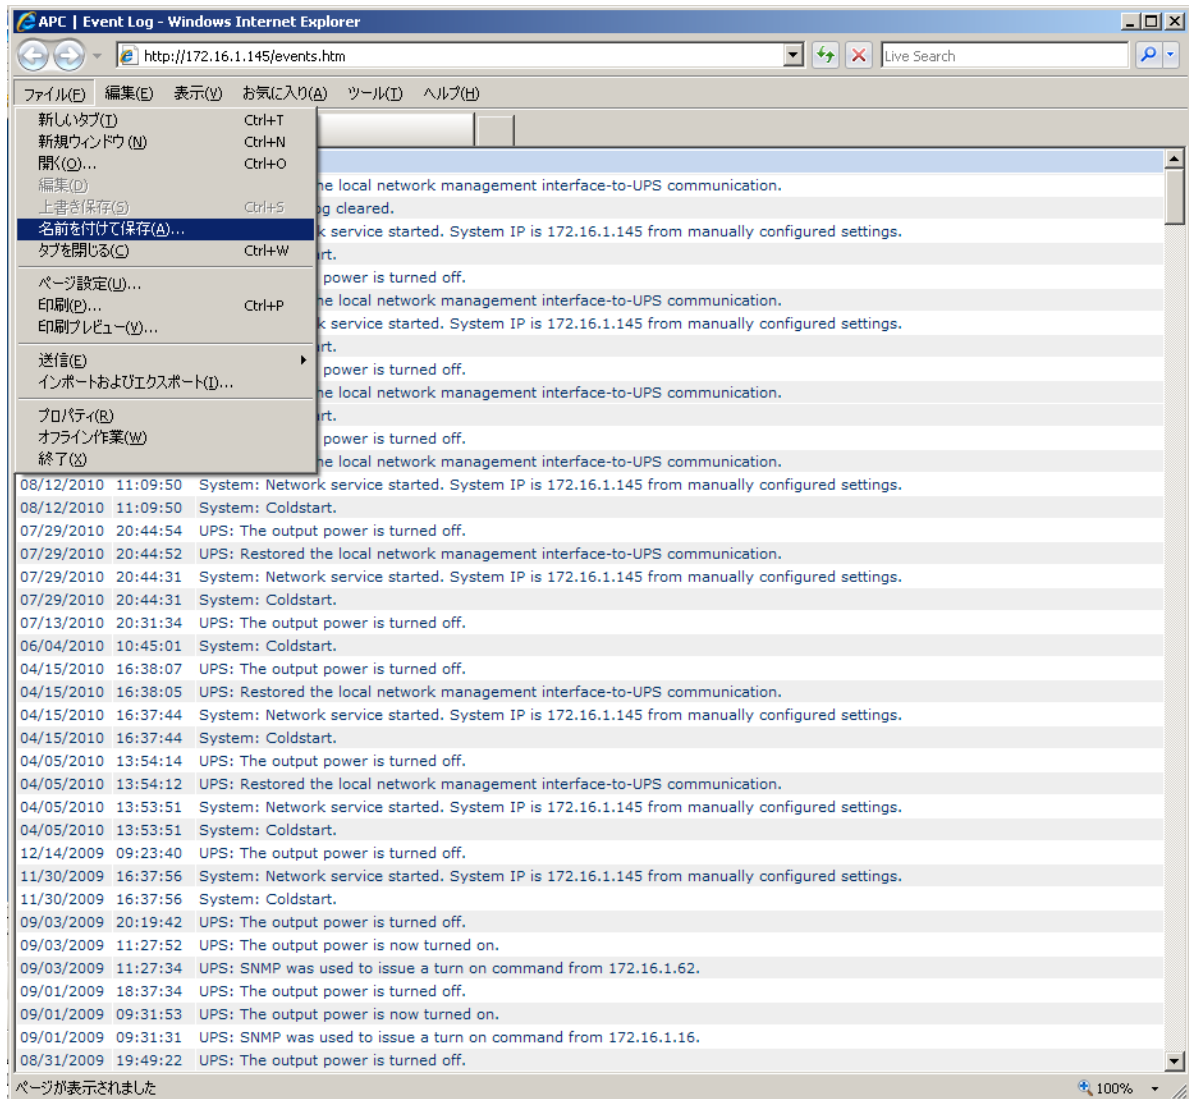 APC | Event Log - Windows Internet Explorer
http://172.16.1.145/events.htm
Live Search
ファイル(F) 編集(E) 表示(V) お気に入り(A) ツール(T) ヘルプ(H)
新しいタブ(T) Ctrl+T
新規ウィンドウ(N) Ctrl+N
開く(O)... Ctrl+O
編集(D)
上書き保存(S) Ctrl+S
名前を付けて保存(A)...
タブを閉じる(C) Ctrl+W
ページ設定(U)...
印刷(P)... Ctrl+P
印刷プレビュー(V)...
送信(E)
インポートおよびエクスポート(I)...
プロパティ(R)
オフライン作業(W)
終了(X)
he local network management interface-to-UPS communication.
og cleared.
k service started. System IP is 172.16.1.145 from manually configured settings.
rt.
power is turned off.
he local network management interface-to-UPS communication.
k service started. System IP is 172.16.1.145 from manually configured settings.
rt.
power is turned off.
he local network management interface-to-UPS communication.
rt.
power is turned off.
he local network management interface-to-UPS communication.
08/12/2010 11:09:50 System: Network service started. System IP is 172.16.1.145 from manually configured settings.
08/12/2010 11:09:50 System: Coldstart.
07/29/2010 20:44:54 UPS: The output power is turned off.
07/29/2010 20:44:52 UPS: Restored the local network management interface-to-UPS communication.
07/29/2010 20:44:31 System: Network service started. System IP is 172.16.1.145 from manually configured settings.
07/29/2010 20:44:31 System: Coldstart.
07/13/2010 20:31:34 UPS: The output power is turned off.
06/04/2010 10:45:01 System: Coldstart.
04/15/2010 16:38:07 UPS: The output power is turned off.
04/15/2010 16:38:05 UPS: Restored the local network management interface-to-UPS communication.
04/15/2010 16:37:44 System: Network service started. System IP is 172.16.1.145 from manually configured settings.
04/15/2010 16:37:44 System: Coldstart.
04/05/2010 13:54:14 UPS: The output power is turned off.
04/05/2010 13:54:12 UPS: Restored the local network management interface-to-UPS communication.
04/05/2010 13:53:51 System: Network service started. System IP is 172.16.1.145 from manually configured settings.
04/05/2010 13:53:51 System: Coldstart.
12/14/2009 09:23:40 UPS: The output power is turned off.
11/30/2009 16:37:56 System: Network service started. System IP is 172.16.1.145 from manually configured settings.
11/30/2009 16:37:56 System: Coldstart.
09/03/2009 20:19:42 UPS: The output power is turned off.
09/03/2009 11:27:52 UPS: The output power is now turned on.
09/03/2009 11:27:34 UPS: SNMP was used to issue a turn on command from 172.16.1.62.
09/01/2009 18:37:34 UPS: The output power is turned off.
09/01/2009 09:31:53 UPS: The output power is now turned on.
09/01/2009 09:31:31 UPS: SNMP was used to issue a turn on command from 172.16.1.16.
08/31/2009 19:49:22 UPS: The output power is turned off.
ページが表示されました 100%